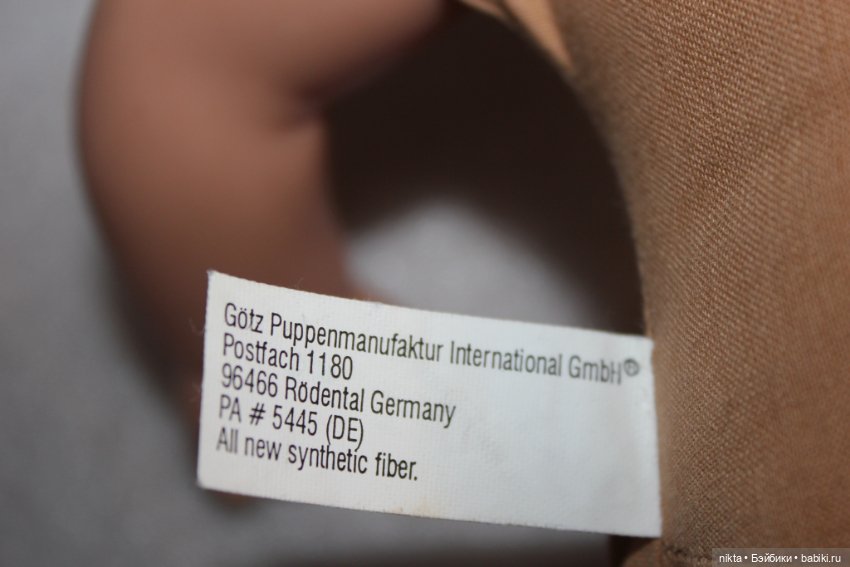 Götz Puppenmanufaktur International GmbH®
Postfach 1180
96466 Rödental Germany
PA # 5445 (DE)
All new synthetic fiber.
nikta • Бэйбики • babiki.ru